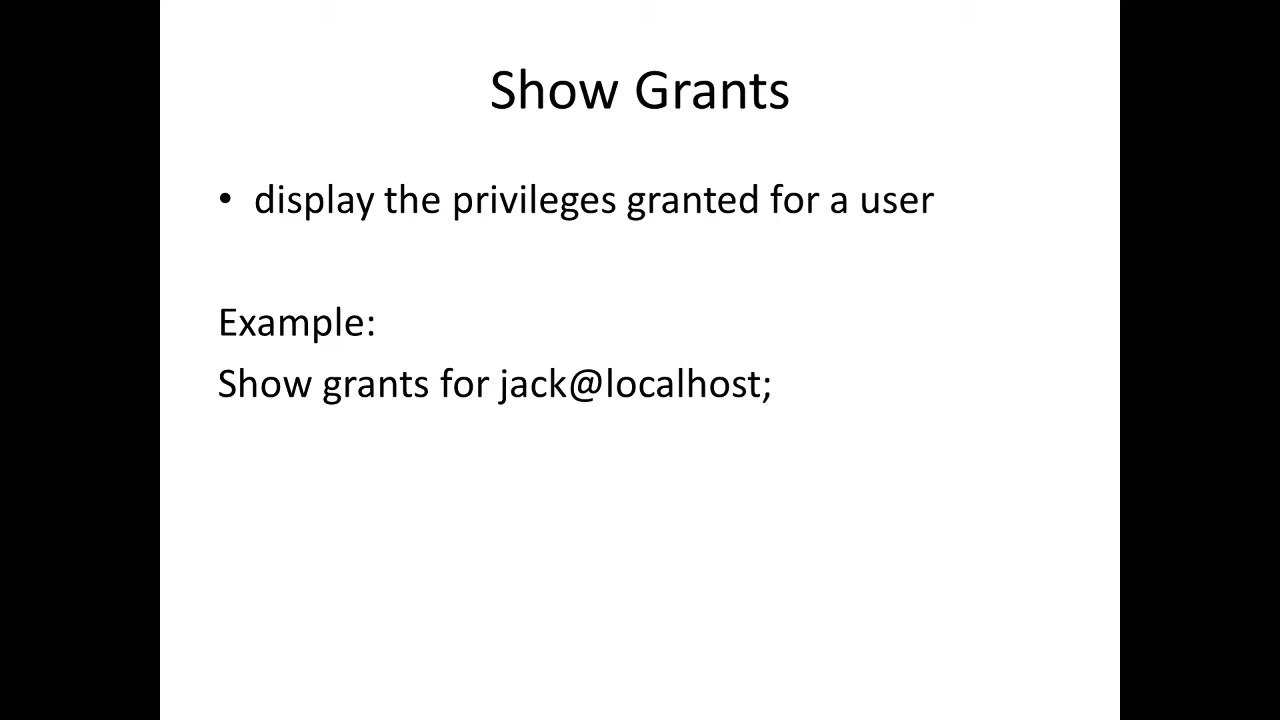 Show Grants
• display the privileges granted for a user
Example:
Show grants for jack@localhost;